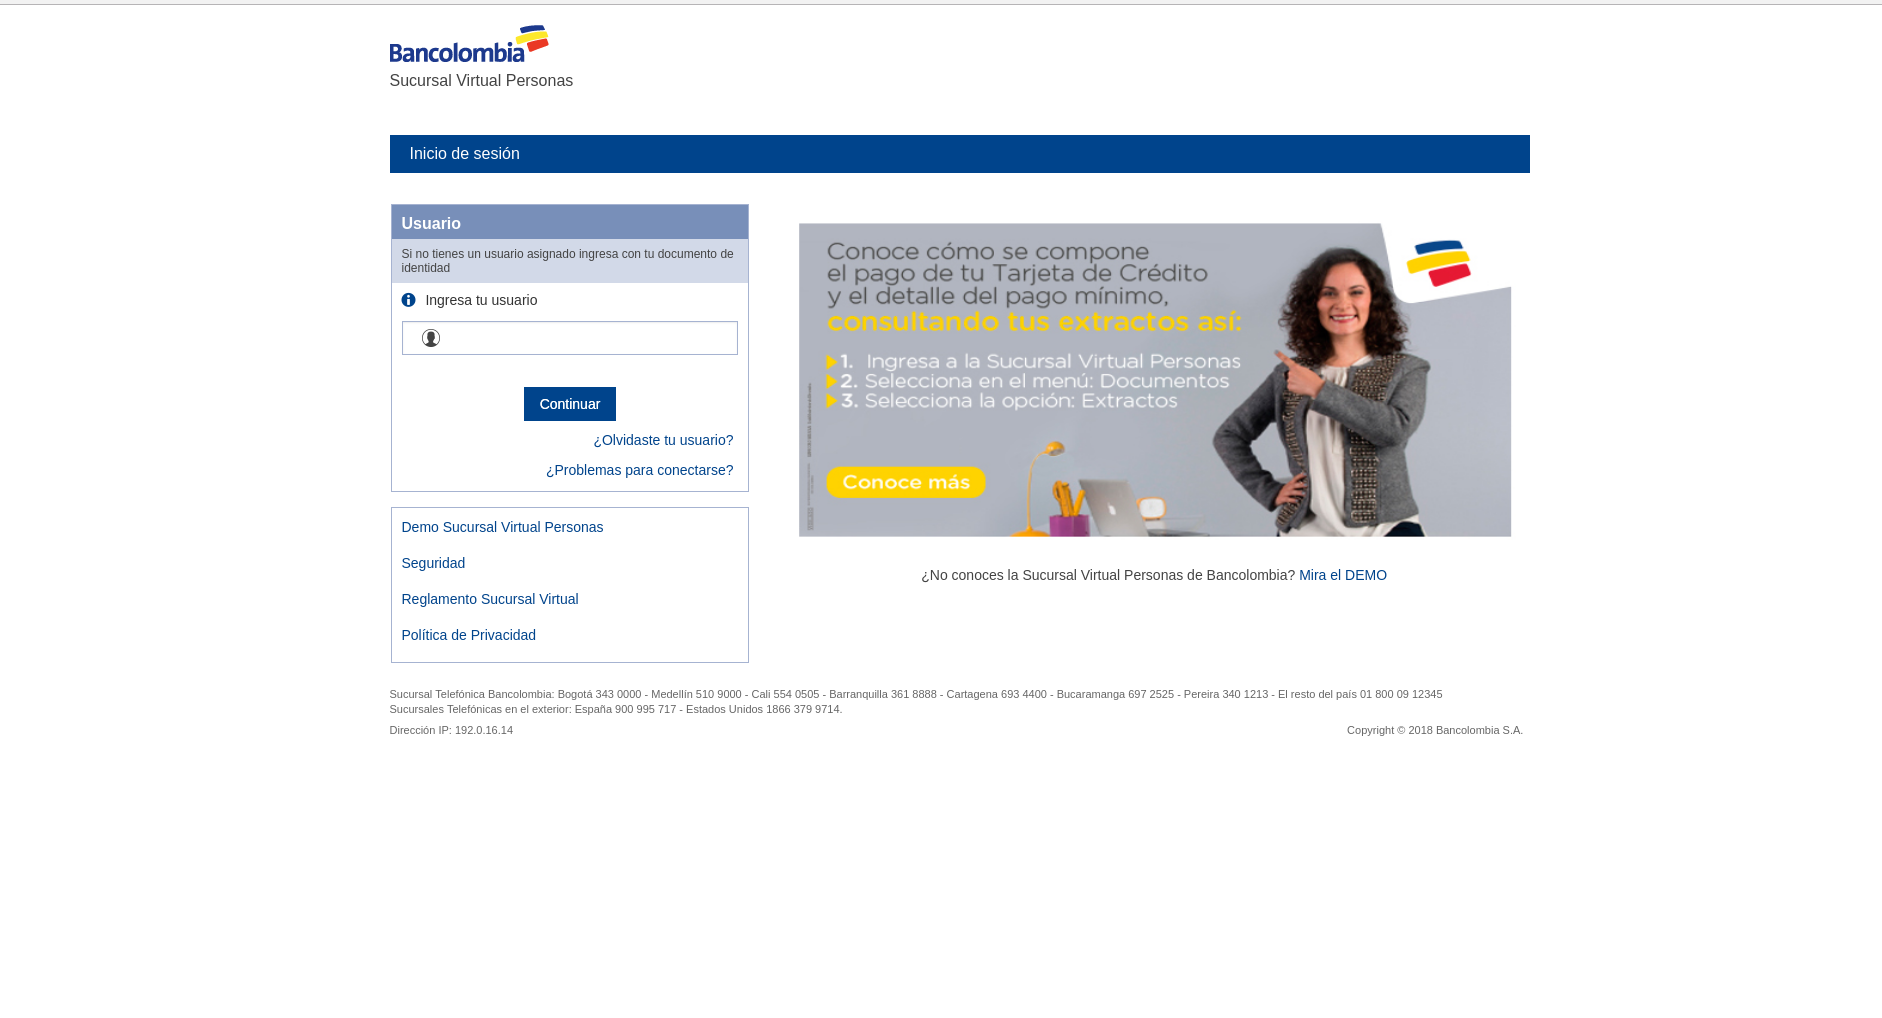 Bancolombia
Sucursal Virtual Personas
Inicio de sesión
Usuario
Si no tienes un usuario asignado ingresa con tu documento de
identidad
Ingresa tu usuario
Continuar
¿Olvidaste tu usuario?
¿Problemas para conectarse?
Demo Sucursal Virtual Personas
Seguridad
Reglamento Sucursal Virtual
Política de Privacidad
Conoce cómo se compone
el pago de tu Tarjeta de Crédito
y el detalle del pago mínimo,
consultando tus extractos así:
1. Ingresa a la Sucursal Virtual Personas
2. Selecciona en el menú: Documentos
3. Selecciona la opción: Extractos
Conoce más
¿No conoces la Sucursal Virtual Personas de Bancolombia? Mira el DEMO
Sucursal Telefónica Bancolombia: Bogotá 343 0000 - Medellín 510 9000 - Cali 554 0505 - Barranquilla 361 8888 - Cartagena 693 4400 - Bucaramanga 697 2525 - Pereira 340 1213 - El resto del país 01 800 09 12345
Sucursales Telefónicas en el exterior: España 900 995 717 - Estados Unidos 1866 379 9714.
Dirección IP: 192.0.16.14
Copyright © 2018 Bancolombia S.A.